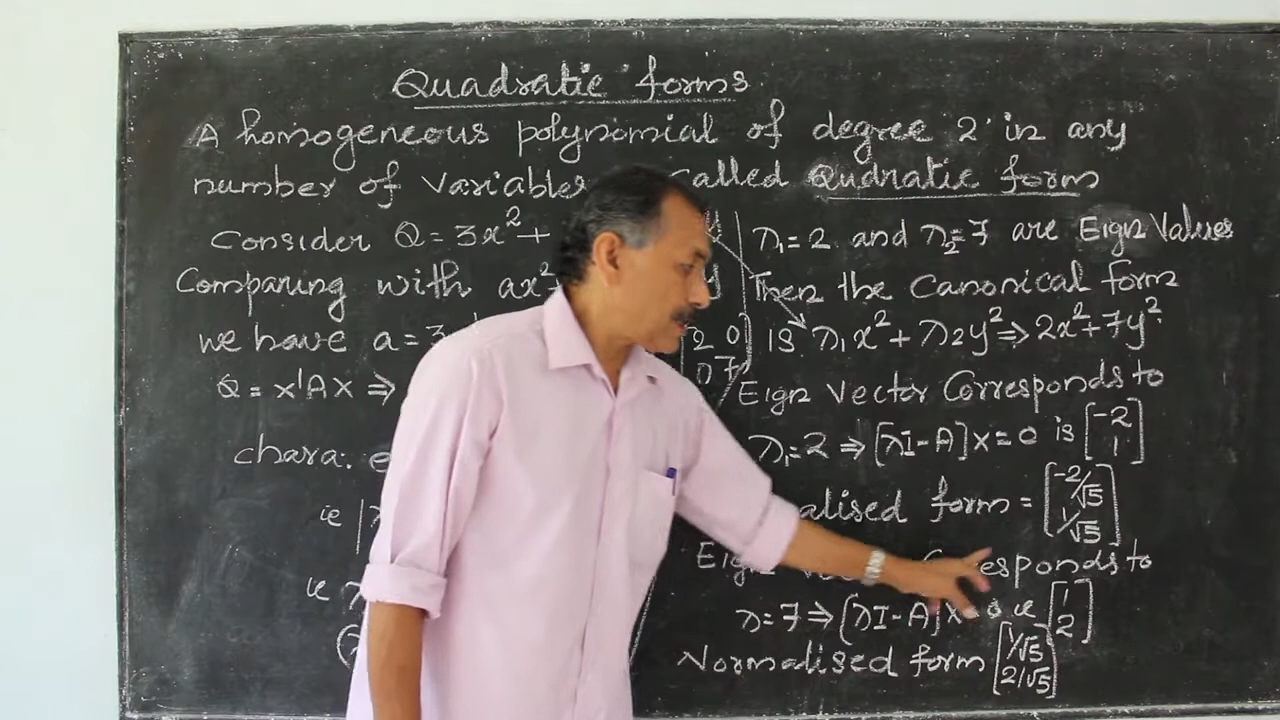 Quadratic forms
A homogeneous polynomial of degree 2 in any
number of Variables called Qudratic form
Consider Q = 3x² +
Comparing with ax²
we have a = 3
Q = x'Ax ⇒
chara:
ie
ie
[2 0
0 7]
λ₁ = 2 and λ₂ = 7 are Eign Values
Then the Canonical form
is λ₁x² + λ₂y² ⇒ 2x² + 7y²
Eign Vector Corresponds to
λ₁ = 2 ⇒ [λI - A]x = 0 is [-2
1]
alised form = [-2/√5
1/√5]
Eign esponds to
λ = 7 ⇒ [λI - A]x = 0 ie [1
2]
Normalised form [1/√5
2/√5]